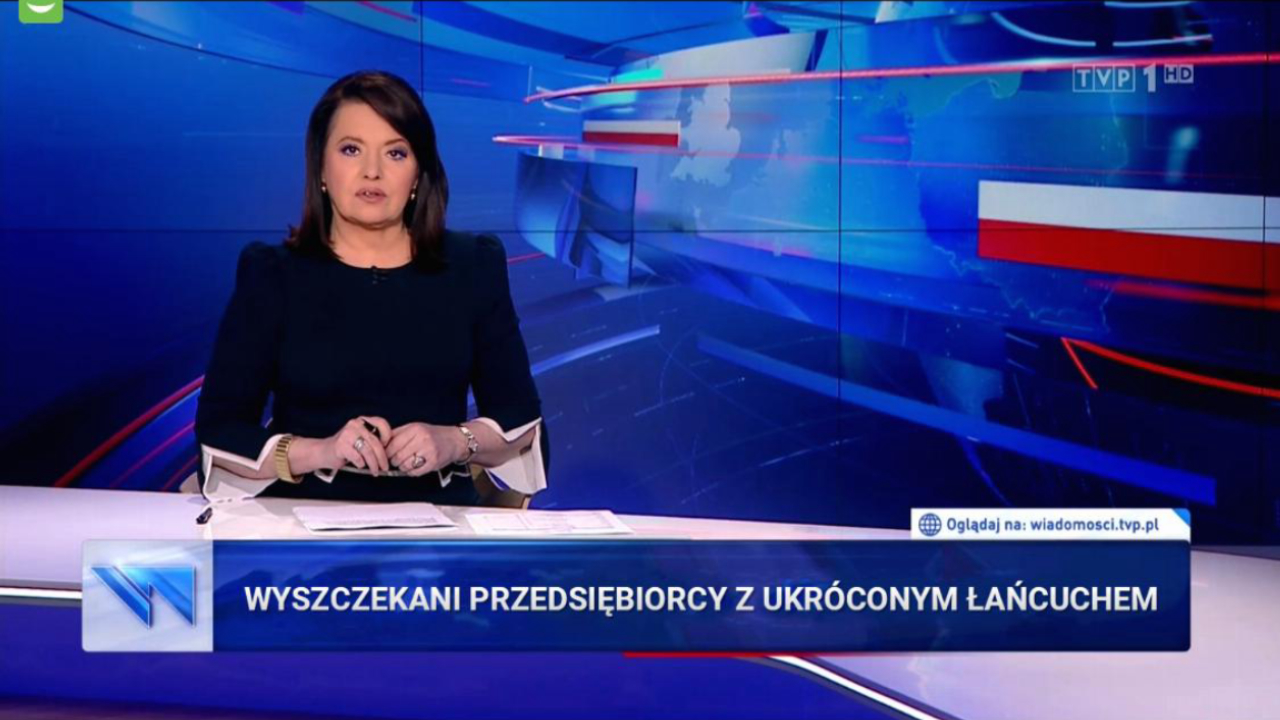 TVP 1 HD
Oglądaj na: wiadomosci.tvp.pl
WYSZCZEKANI PRZEDSIĘBIORCY Z UKRÓCONYM ŁAŃCUCHEM